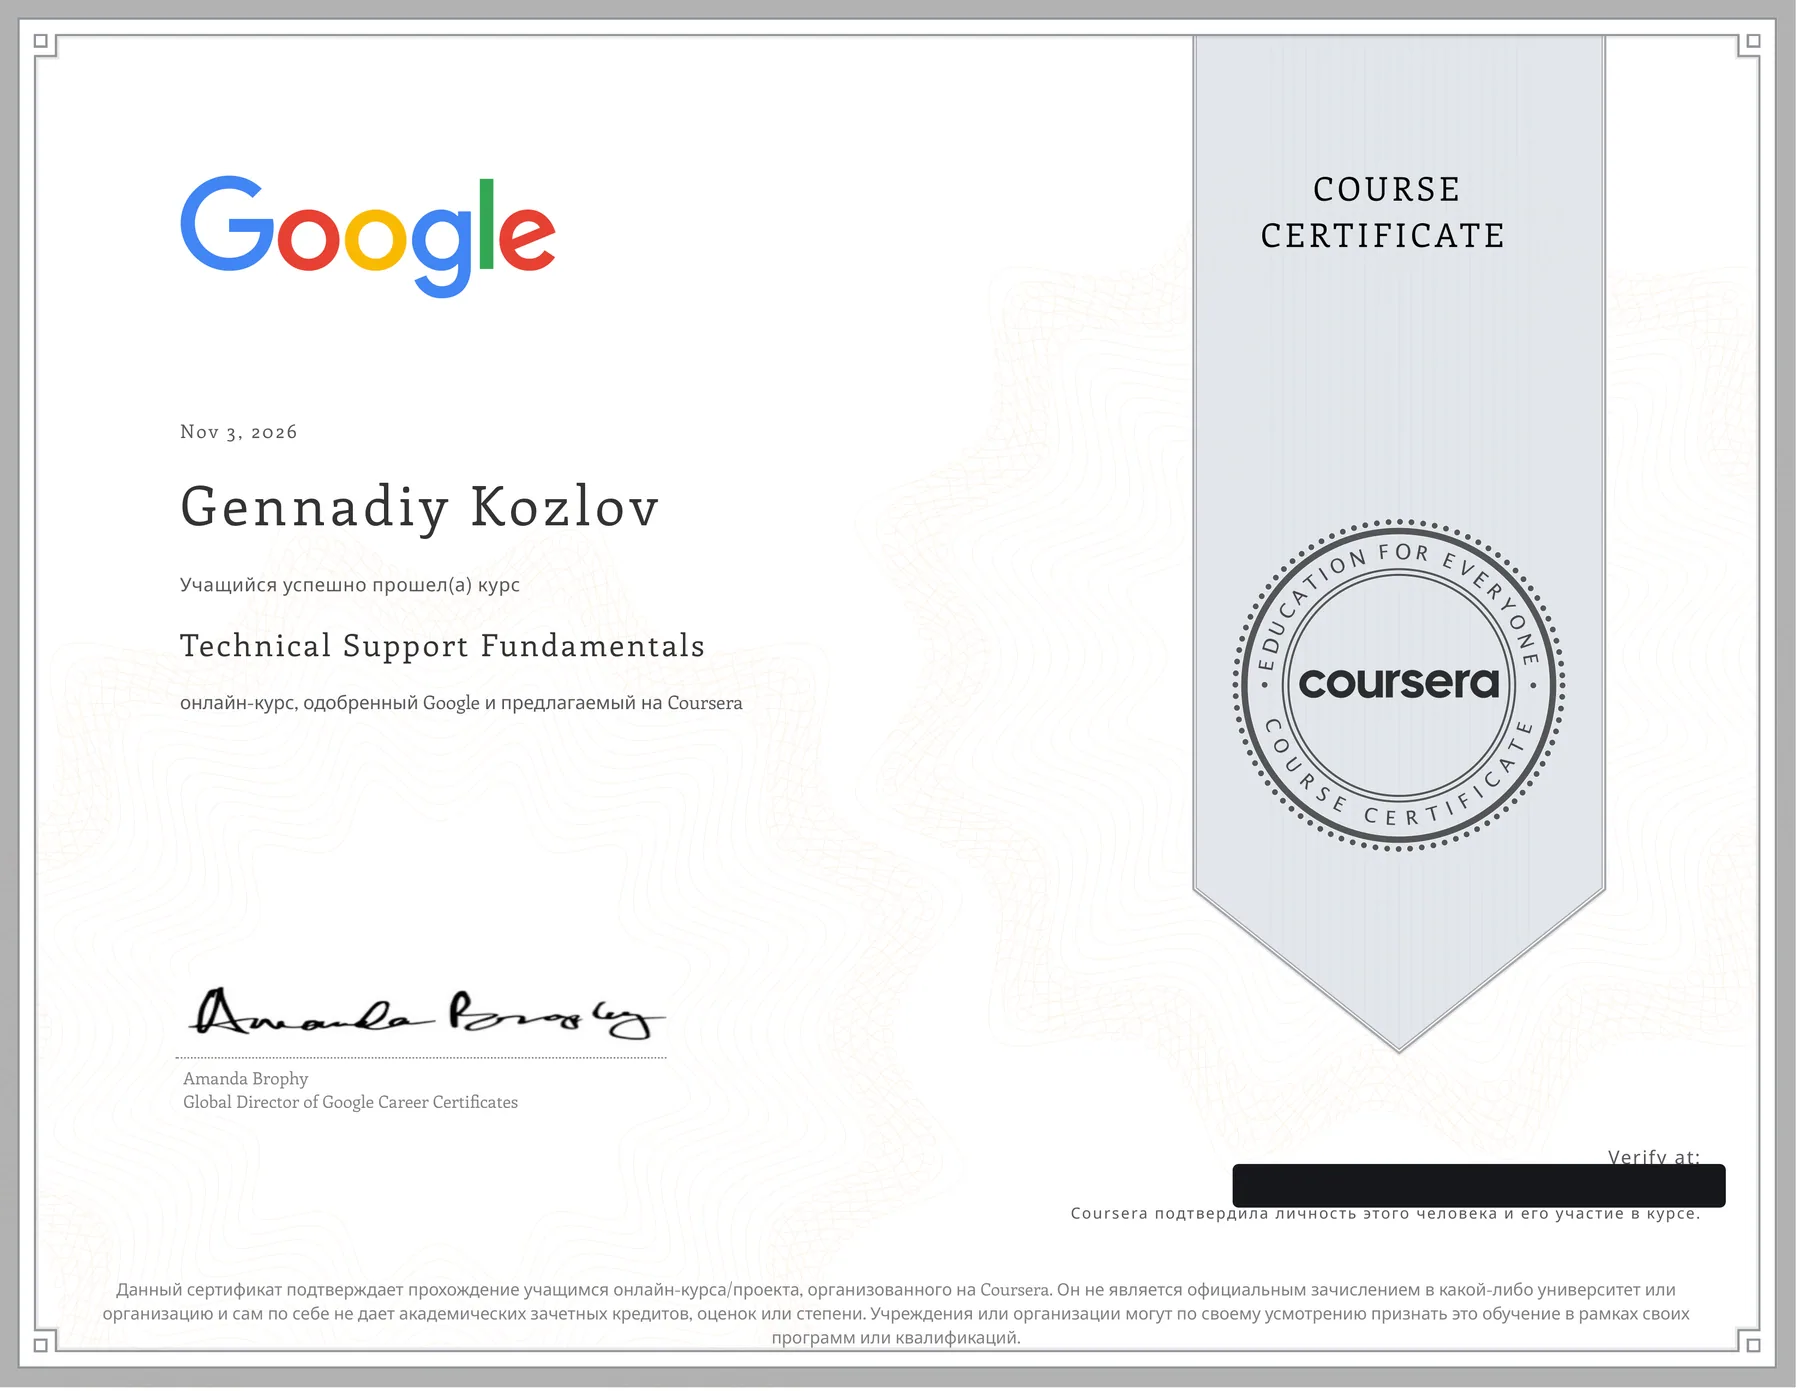 Google
COURSE
CERTIFICATE
Nov 3, 2026
Gennadiy Kozlov
Учащийся успешно прошел(а) курс
Technical Support Fundamentals
онлайн-курс, одобренный Google и предлагаемый на Coursera
EDUCATION FOR EVERYONE
coursera
COURSE CERTIFICATE
Amanda Brophy
Amanda Brophy
Global Director of Google Career Certificates
Verify at:
Coursera подтвердила личность этого человека и его участие в курсе.
Данный сертификат подтверждает прохождение учащимся онлайн-курса/проекта, организованного на Coursera. Он не является официальным зачислением в какой-либо университет или
организацию и сам по себе не дает академических зачетных кредитов, оценок или степени. Учреждения или организации могут по своему усмотрению признать это обучение в рамках своих
программ или квалификаций.